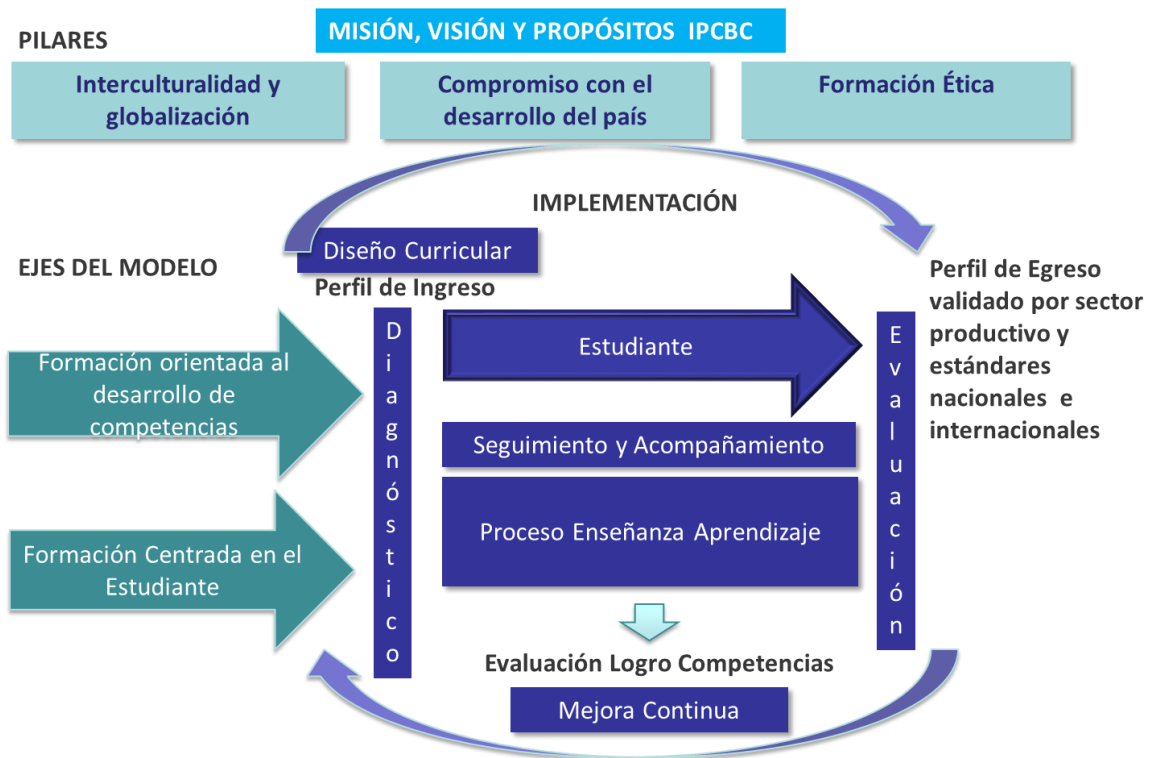 MISIÓN, VISIÓN Y PROPÓSITOS IPCBC
PILARES
Interculturalidad y
globalización
Compromiso con el
desarrollo del país
Formación Ética
IMPLEMENTACIÓN
Diseño Curricular
EJES DEL MODELO
Perfil de Ingreso
Formación orientada al
desarrollo de
competencias
Formación Centrada en el
Estudiante
Diagnóstico
Estudiante
Seguimiento y Acompañamiento
Proceso Enseñanza Aprendizaje
Evaluación
Perfil de Egreso
validado por sector
productivo y
estándares
nacionales e
internacionales
Evaluación Logro Competencias
Mejora Continua